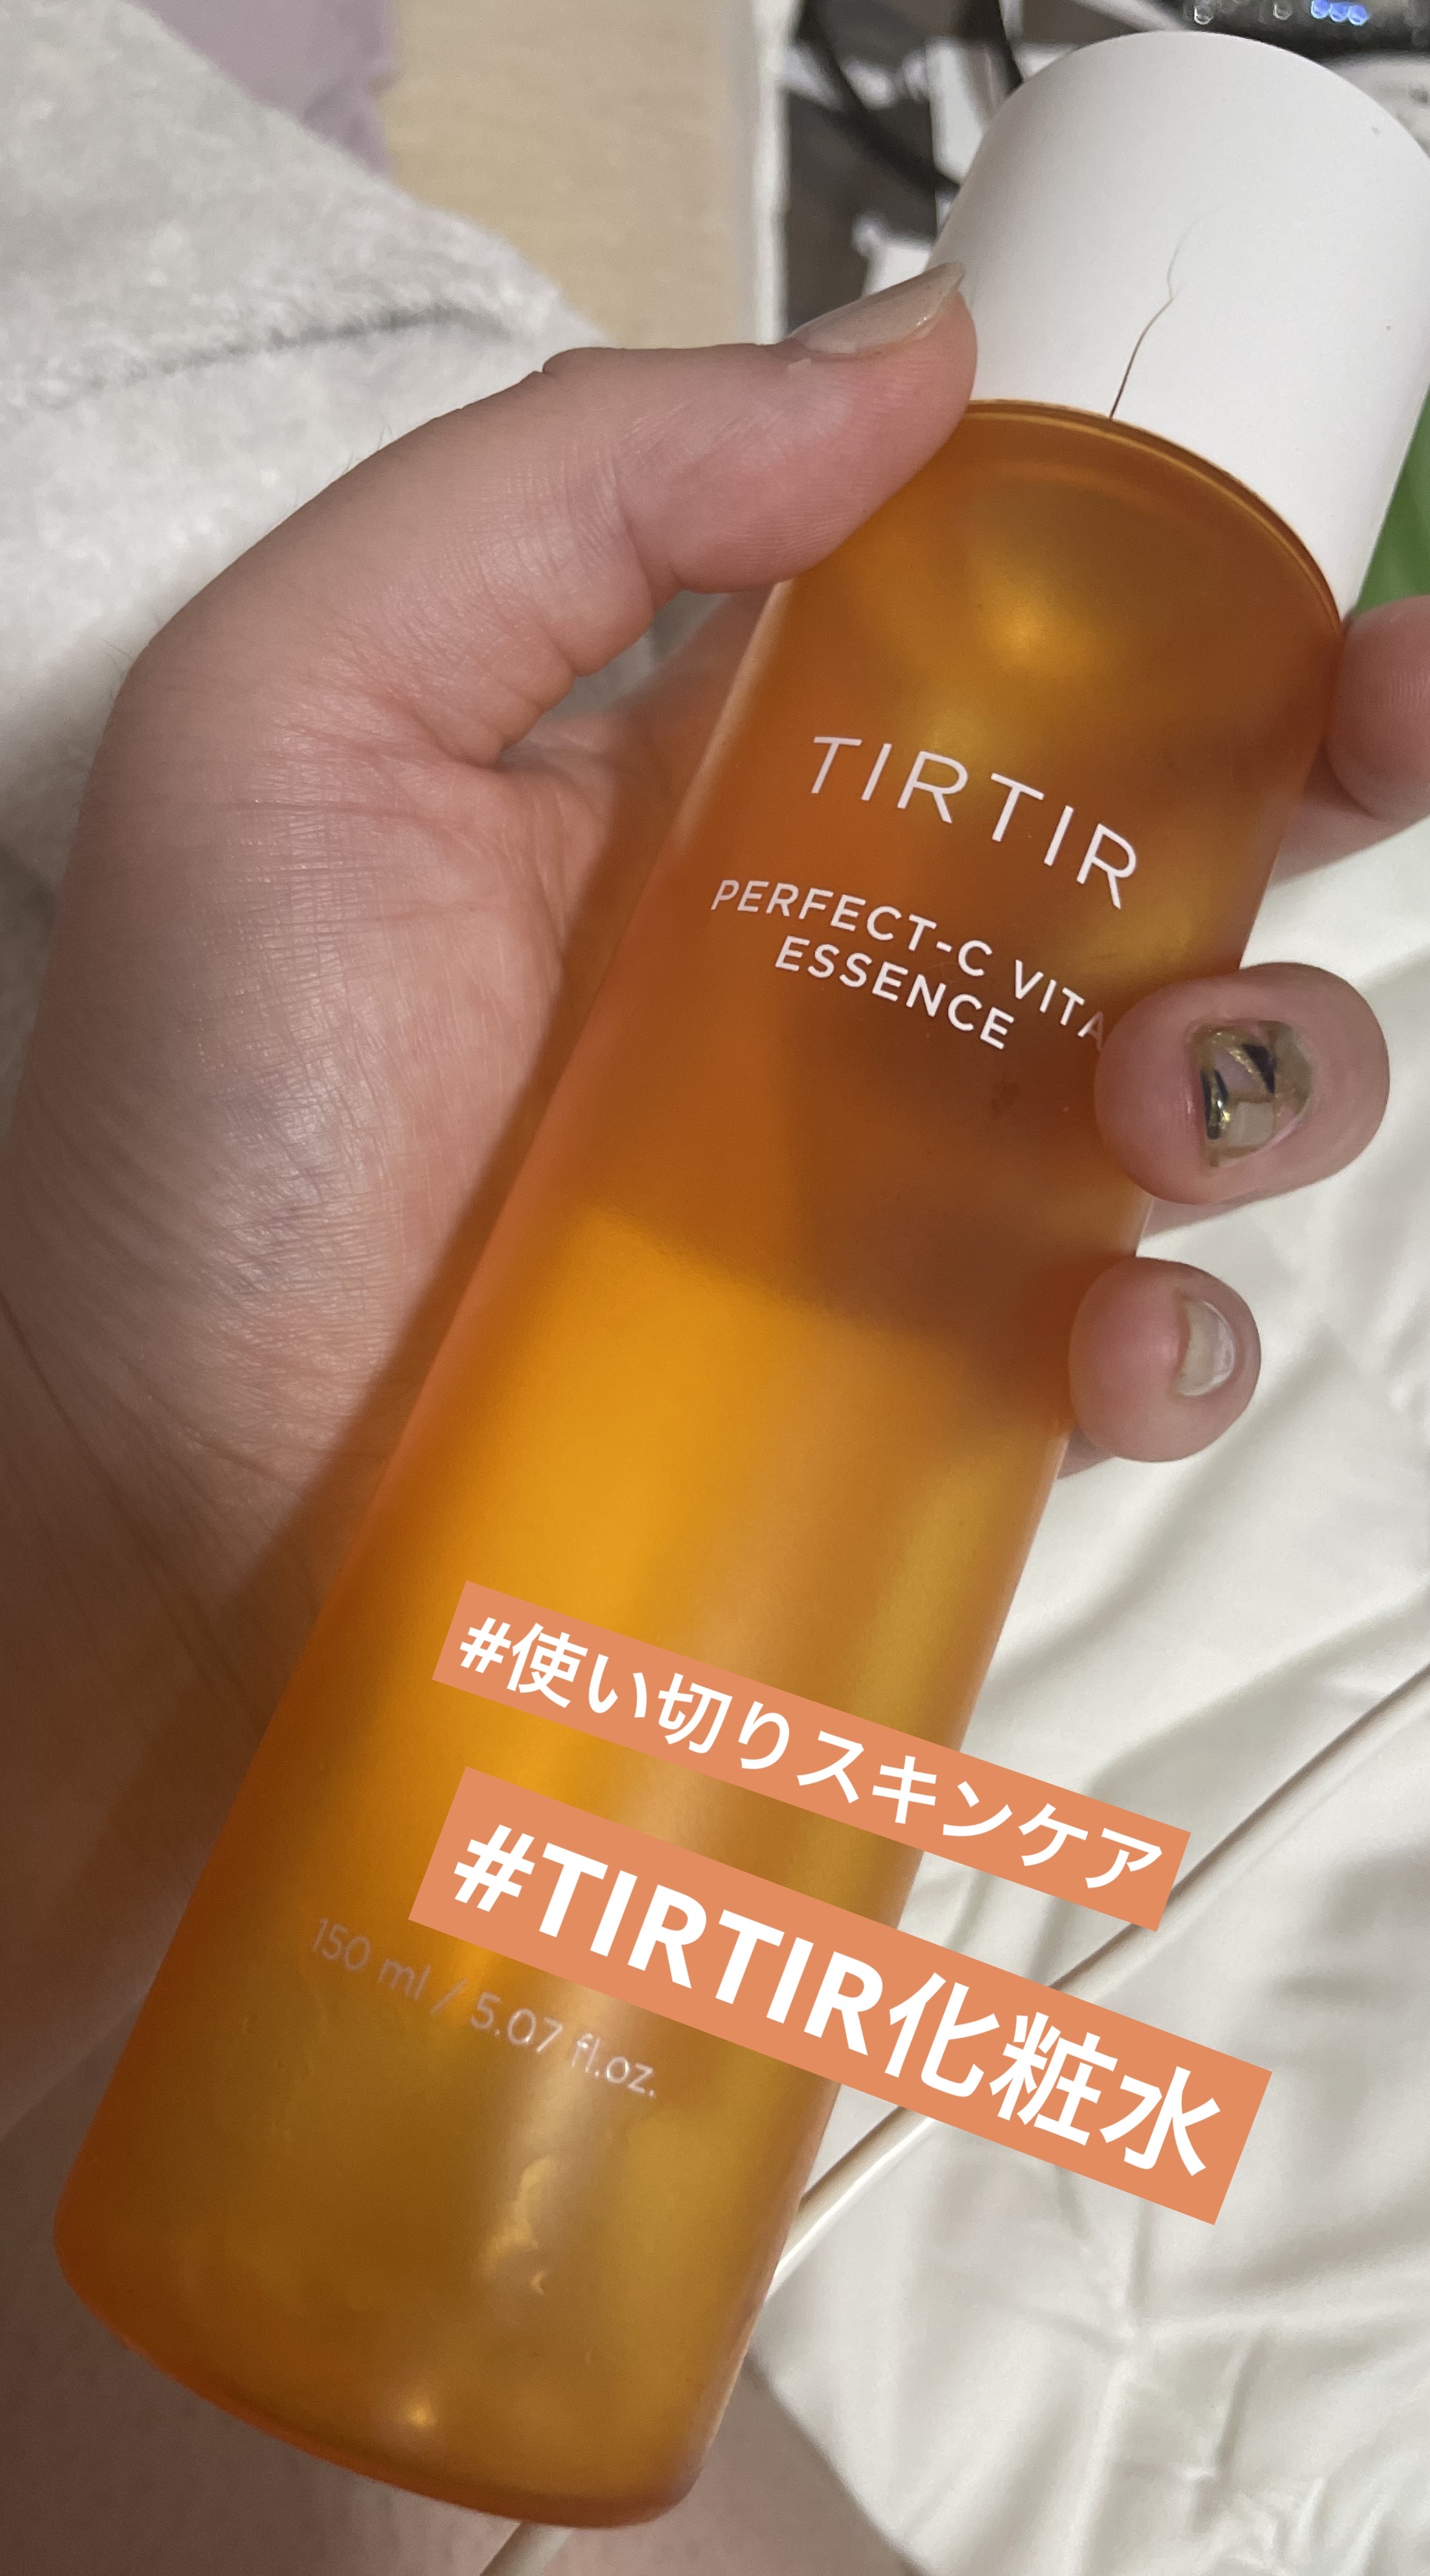 TIRTIR
PERFECT-C VITA
ESSENCE
#使い切りスキンケア
#TIRTIR化粧水
150 ml / 5.07 fl.oz.